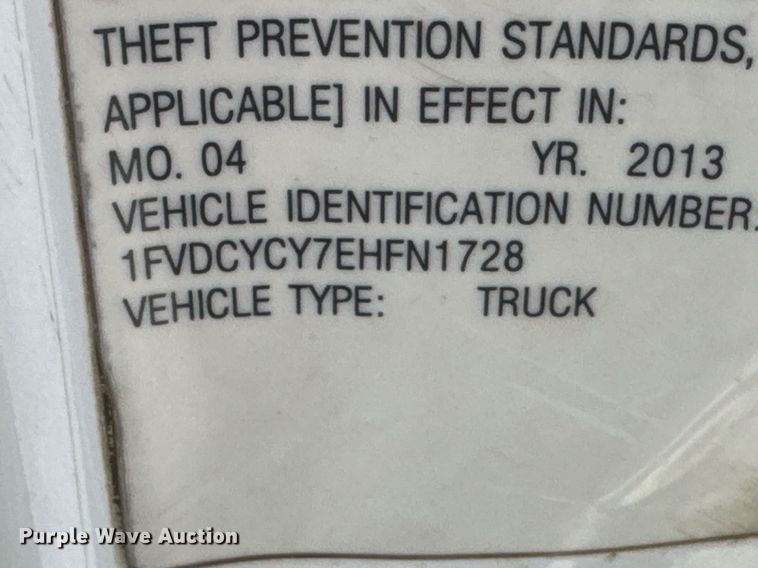 THEFT PREVENTION STANDARDS,
APPLICABLE] IN EFFECT IN:
MO. 04 YR. 2013
VEHICLE IDENTIFICATION NUMBER:
1FVDCYCY7EHFN1728
VEHICLE TYPE: TRUCK
Purple Wave Auction